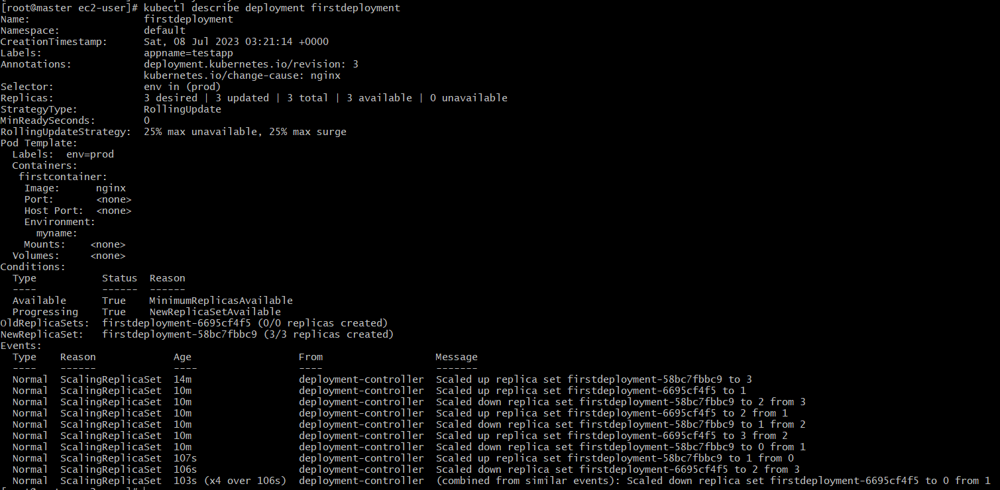 [root@master ec2-user]# kubectl describe deployment firstdeployment
Name:                   firstdeployment
Namespace:              default
CreationTimestamp:      Sat, 08 Jul 2023 03:21:14 +0000
Labels:                 appname=testapp
Annotations:            deployment.kubernetes.io/revision: 3
                        kubernetes.io/change-cause: nginx
Selector:               env in (prod)
Replicas:               3 desired | 3 updated | 3 total | 3 available | 0 unavailable
StrategyType:           RollingUpdate
MinReadySeconds:        0
RollingUpdateStrategy:  25% max unavailable, 25% max surge
Pod Template:
  Labels:  env=prod
  Containers:
   firstcontainer:
    Image:      nginx
    Port:       <none>
    Host Port:  <none>
    Environment:
      myname:
    Mounts:    <none>
  Volumes:     <none>
Conditions:
  Type           Status  Reason
  ----           ------  ------
  Available      True    MinimumReplicasAvailable
  Progressing    True    NewReplicaSetAvailable
OldReplicaSets:  firstdeployment-6695cf4f5 (0/0 replicas created)
NewReplicaSet:   firstdeployment-58bc7fbbc9 (3/3 replicas created)
Events:
  Type    Reason             Age                  From                   Message
  ----    ------             ----                 ----                   -------
  Normal  ScalingReplicaSet  14m                  deployment-controller  Scaled up replica set firstdeployment-58bc7fbbc9 to 3
  Normal  ScalingReplicaSet  10m                  deployment-controller  Scaled up replica set firstdeployment-6695cf4f5 to 1
  Normal  ScalingReplicaSet  10m                  deployment-controller  Scaled down replica set firstdeployment-58bc7fbbc9 to 2 from 3
  Normal  ScalingReplicaSet  10m                  deployment-controller  Scaled up replica set firstdeployment-6695cf4f5 to 2 from 1
  Normal  ScalingReplicaSet  10m                  deployment-controller  Scaled down replica set firstdeployment-58bc7fbbc9 to 1 from 2
  Normal  ScalingReplicaSet  10m                  deployment-controller  Scaled up replica set firstdeployment-6695cf4f5 to 3 from 2
  Normal  ScalingReplicaSet  10m                  deployment-controller  Scaled down replica set firstdeployment-58bc7fbbc9 to 0 from 1
  Normal  ScalingReplicaSet  107s                 deployment-controller  Scaled up replica set firstdeployment-58bc7fbbc9 to 1 from 0
  Normal  ScalingReplicaSet  106s                 deployment-controller  Scaled down replica set firstdeployment-6695cf4f5 to 2 from 3
  Normal  ScalingReplicaSet  103s (x4 over 106s)  deployment-controller  (combined from similar events): Scaled down replica set firstdeployment-6695cf4f5 to 0 from 1